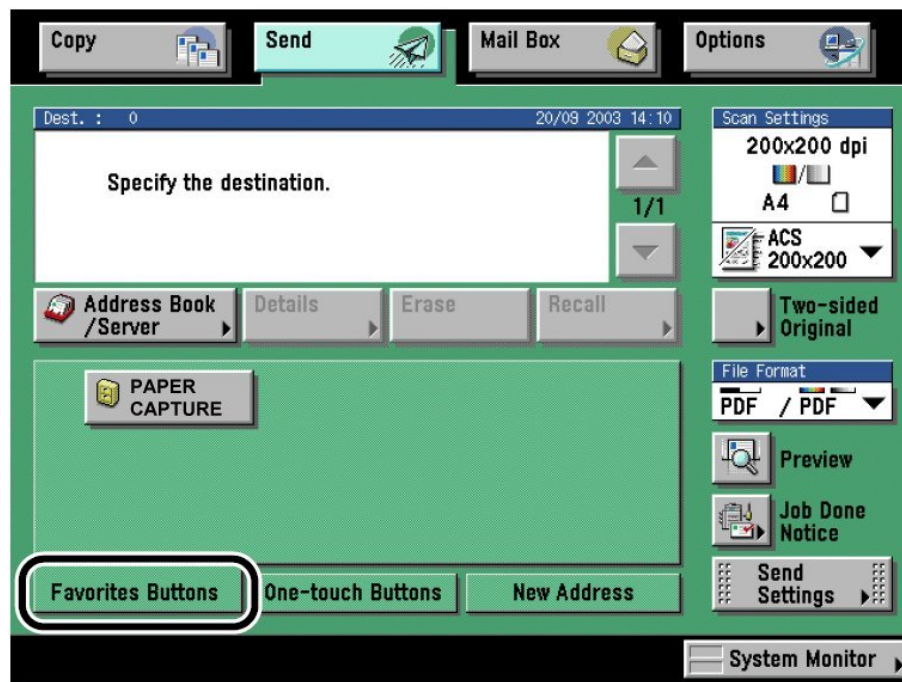 Copy
Send
Mail Box
Options
Dest. : 0
20/09 2003 14:10
Specify the destination.
1/1
Address Book
/Server
Details
Erase
Recall
PAPER
CAPTURE
Favorites Buttons
One-touch Buttons
New Address
Scan Settings
200x200 dpi
/
A4
ACS
200x200
Two-sided
Original
File Format
PDF / PDF
Preview
Job Done
Notice
Send
Settings
System Monitor